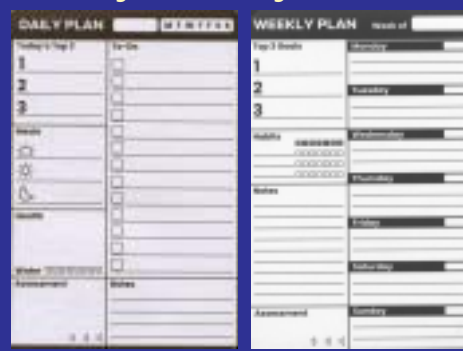 DAILY PLAN
M T W T F S S
Today's Top 3
To-Do
1
2
3
Meals
Health
Water
Assessment
Notes
WEEKLY PLAN
Week of
Top 3 Goals
1
2
3
Habits
Notes
Assessment
Monday
Tuesday
Wednesday
Thursday
Friday
Saturday
Sunday